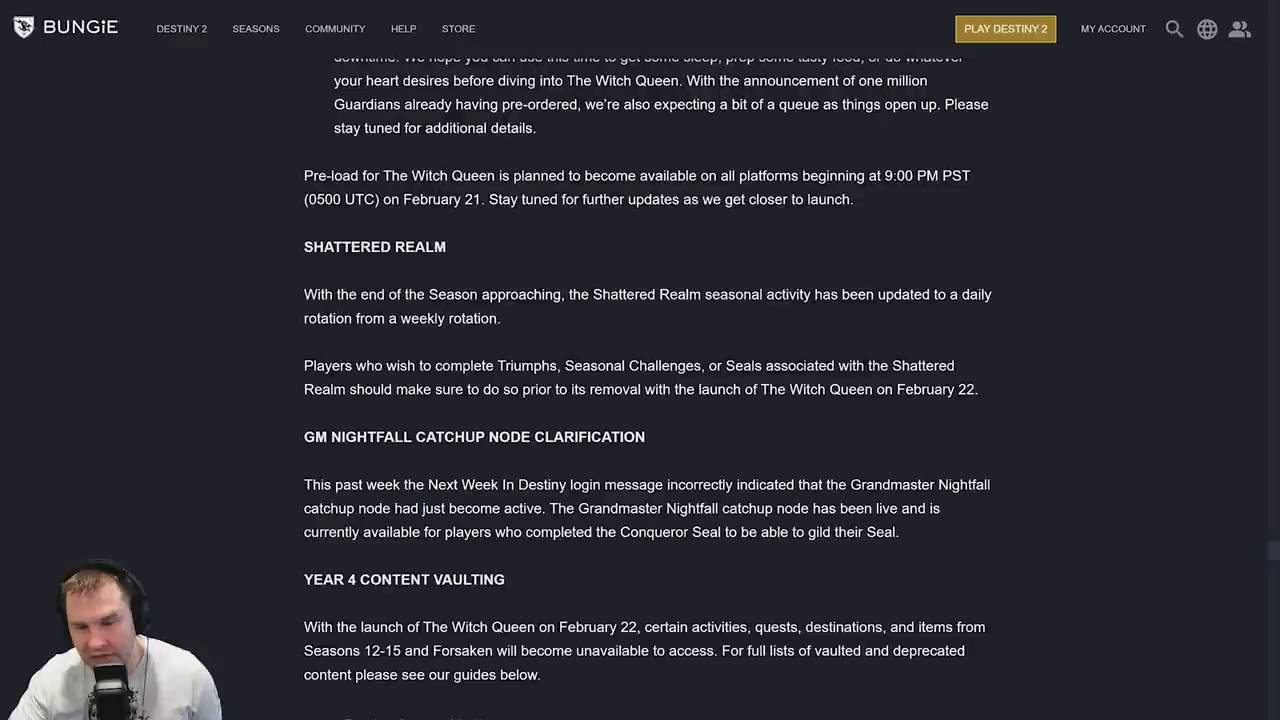 BUNGiE DESTINY 2 SEASONS COMMUNITY HELP STORE PLAY DESTINY 2 MY ACCOUNT
downtime. We hope you can use this time to get some sleep, prep some tasty food, or do whatever
your heart desires before diving into The Witch Queen. With the announcement of one million
Guardians already having pre-ordered, we're also expecting a bit of a queue as things open up. Please
stay tuned for additional details.
Pre-load for The Witch Queen is planned to become available on all platforms beginning at 9:00 PM PST
(0500 UTC) on February 21. Stay tuned for further updates as we get closer to launch.
SHATTERED REALM
With the end of the Season approaching, the Shattered Realm seasonal activity has been updated to a daily
rotation from a weekly rotation.
Players who wish to complete Triumphs, Seasonal Challenges, or Seals associated with the Shattered
Realm should make sure to do so prior to its removal with the launch of The Witch Queen on February 22.
GM NIGHTFALL CATCHUP NODE CLARIFICATION
This past week the Next Week In Destiny login message incorrectly indicated that the Grandmaster Nightfall
catchup node had just become active. The Grandmaster Nightfall catchup node has been live and is
currently available for players who completed the Conqueror Seal to be able to gild their Seal.
YEAR 4 CONTENT VAULTING
With the launch of The Witch Queen on February 22, certain activities, quests, destinations, and items from
Seasons 12-15 and Forsaken will become unavailable to access. For full lists of vaulted and deprecated
content please see our guides below.